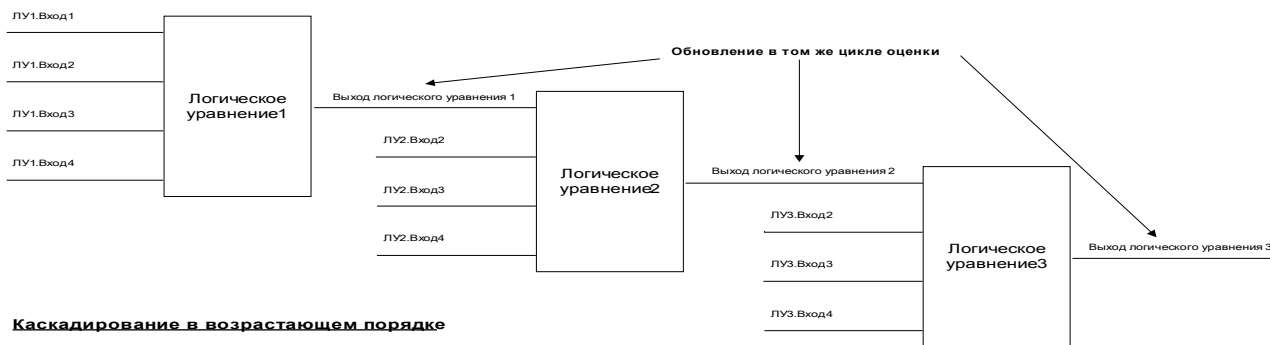 ЛУ1.Вход1
ЛУ1.Вход2
ЛУ1.Вход3
ЛУ1.Вход4
Логическое
уравнение1
Обновление в том же цикле оценки
Выход логического уравнения 1
ЛУ2.Вход2
ЛУ2.Вход3
ЛУ2.Вход4
Логическое
уравнение2
Выход логического уравнения 2
ЛУ3.Вход2
ЛУ3.Вход3
ЛУ3.Вход4
Логическое
уравнение3
Выход логического уравнения 3
Каскадирование в возрастающем порядке